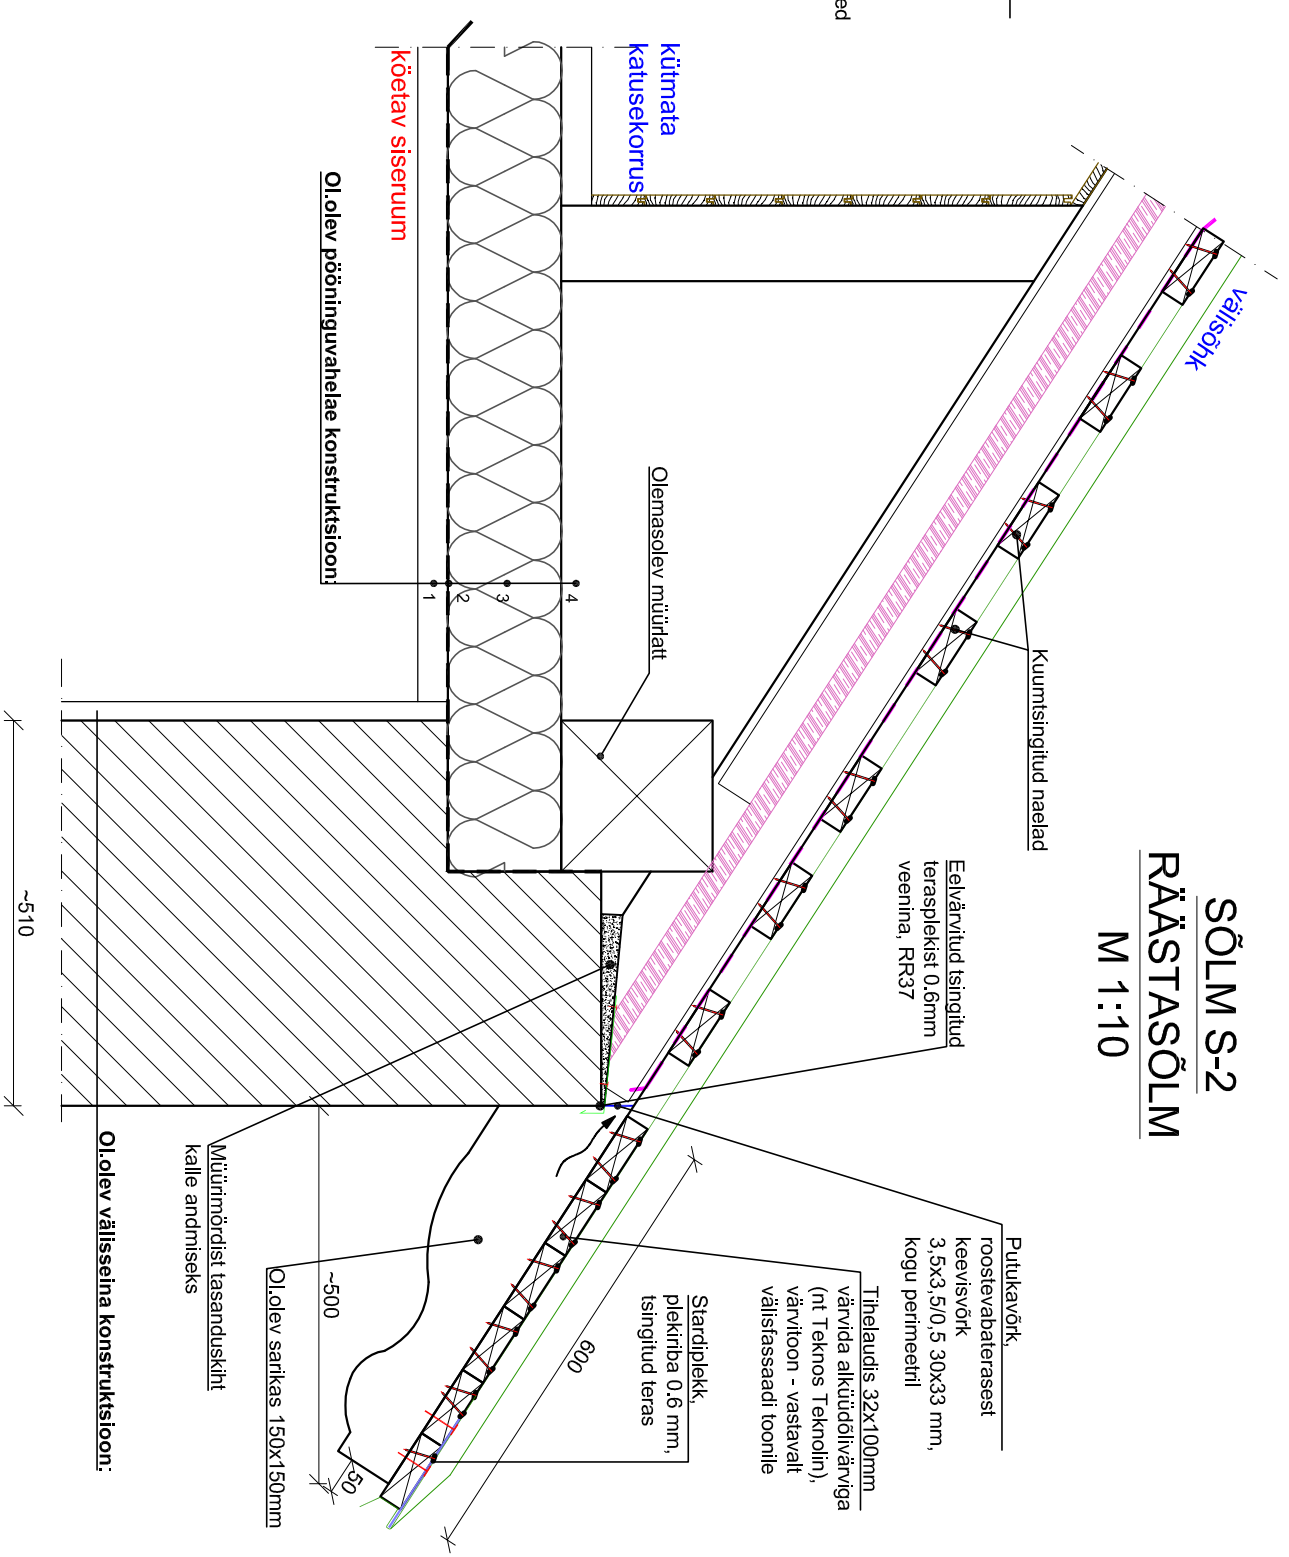 SÕLM S-2
RÄÄSTASÕLM
M 1:10
ed
kütmata
katusekorrus
köetav siseruum
välisõhk
Ol.olev pööninguvahelae konstruktsioon:
1
2
3
4
Olemasolev müürlatt
Kuumtsingitud naelad
Eelvärvitud tsingitud
terasplekist 0.6mm
veenina, RR37
Putukavõrk,
roostevabaterasest
keevisvõrk
3,5x3,5/0,5 30x33 mm,
kogu perimeetril
Tihelaudis 32x100mm
värvida alküüdõlivärviga
(nt Teknos Teknolin),
värvitoon - vastavalt
välisfassaadi toonile
Stardiplekk,
plekiriba 0.6 mm,
tsingitud teras
600
~500
50
Ol.olev sarikas 150x150mm
Müürimördist tasanduskiht
kalle andmiseks
Ol.olev välisseina konstruktsioon:
~510